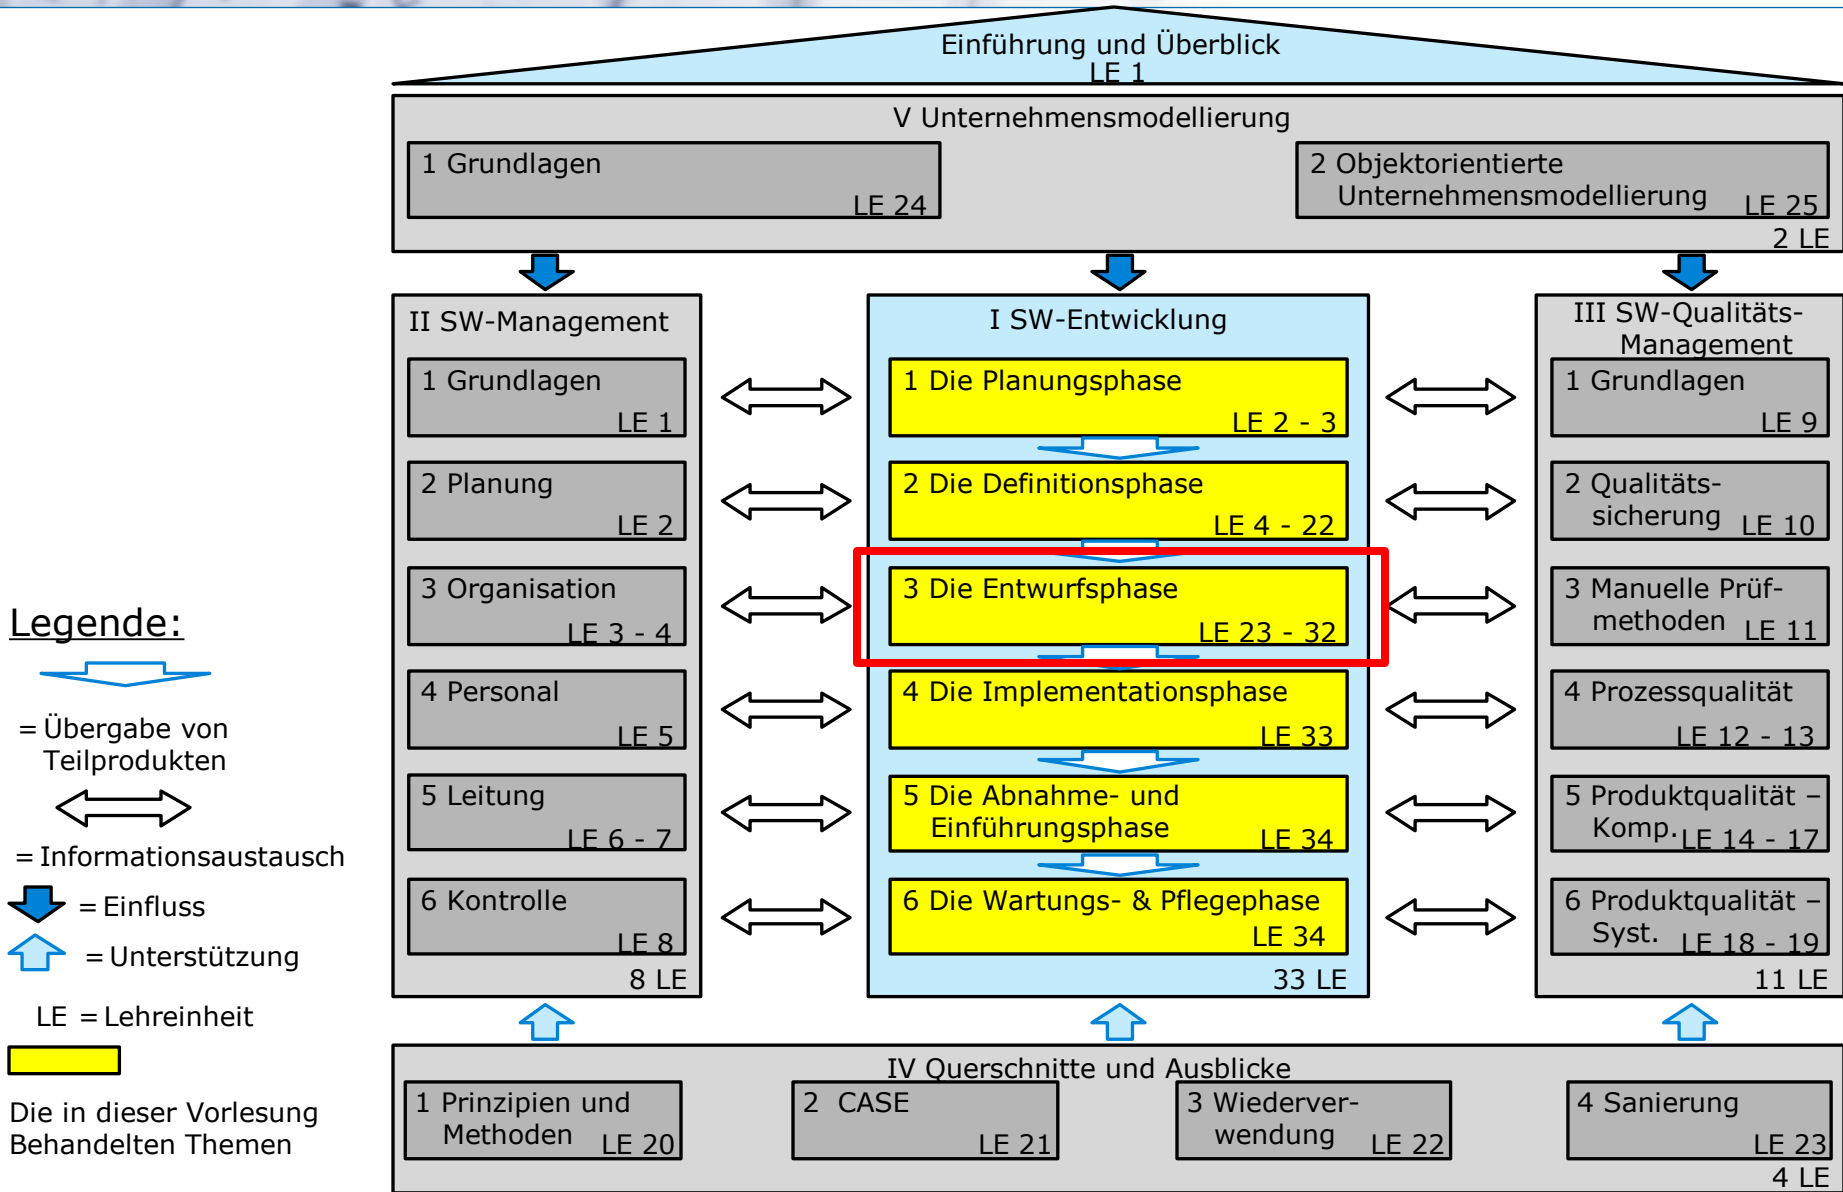 Einführung und Überblick
LE 1
V Unternehmensmodellierung
1 Grundlagen
LE 24
2 Objektorientierte
Unternehmensmodellierung
LE 25
2 LE
II SW-Management
1 Grundlagen
LE 1
2 Planung
LE 2
3 Organisation
LE 3 - 4
4 Personal
LE 5
5 Leitung
LE 6 - 7
6 Kontrolle
LE 8
8 LE
I SW-Entwicklung
1 Die Planungsphase
LE 2 - 3
2 Die Definitionsphase
LE 4 - 22
3 Die Entwurfsphase
LE 23 - 32
4 Die Implementationsphase
LE 33
5 Die Abnahme- und
Einführungsphase
LE 34
6 Die Wartungs- & Pflegephase
LE 34
33 LE
III SW-Qualitäts-
Management
1 Grundlagen
LE 9
2 Qualitäts-
sicherung LE 10
3 Manuelle Prüf-
methoden LE 11
4 Prozessqualität
LE 12 - 13
5 Produktqualität –
Komp. LE 14 - 17
6 Produktqualität –
Syst. LE 18 - 19
11 LE
IV Querschnitte und Ausblicke
1 Prinzipien und
Methoden LE 20
2 CASE
LE 21
3 Wiederver-
wendung LE 22
4 Sanierung
LE 23
4 LE
Legende:
= Übergabe von
Teilprodukten
= Informationsaustausch
= Einfluss
= Unterstützung
LE = Lehreinheit
Die in dieser Vorlesung
Behandelten Themen